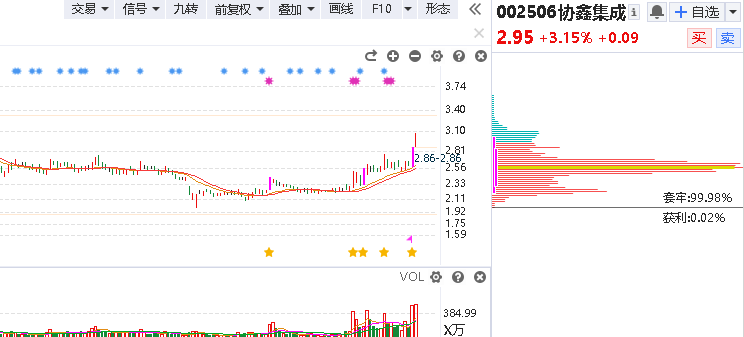 交易 信号 九转 前复权 叠加 画线 F10 形态
002506协鑫集成 自选
2.95 +3.15% +0.09 买 卖
3.74
3.40
3.10
2.81
2.86-2.86
2.56
2.33
2.11
1.92
1.75
1.59
套牢:99.98%
获利:0.02%
VOL
384.99
X万